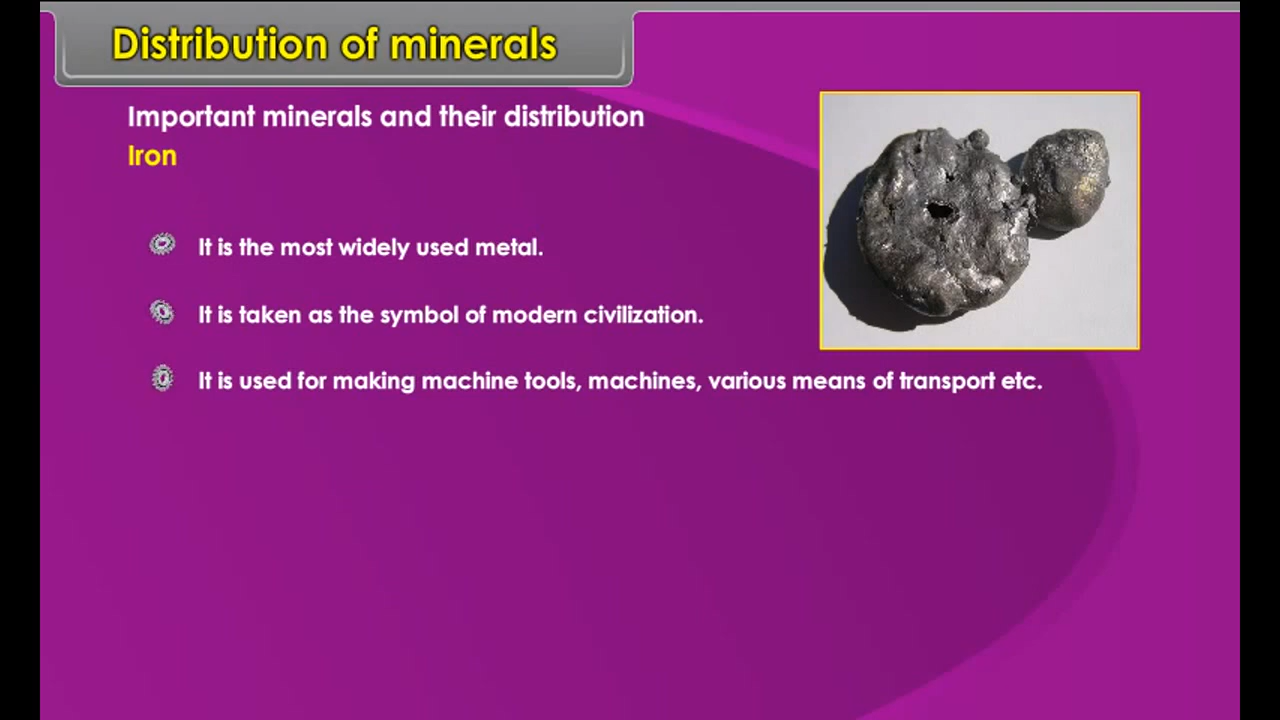 Distribution of minerals
Important minerals and their distribution
Iron
It is the most widely used metal.
It is taken as the symbol of modern civilization.
It is used for making machine tools, machines, various means of transport etc.